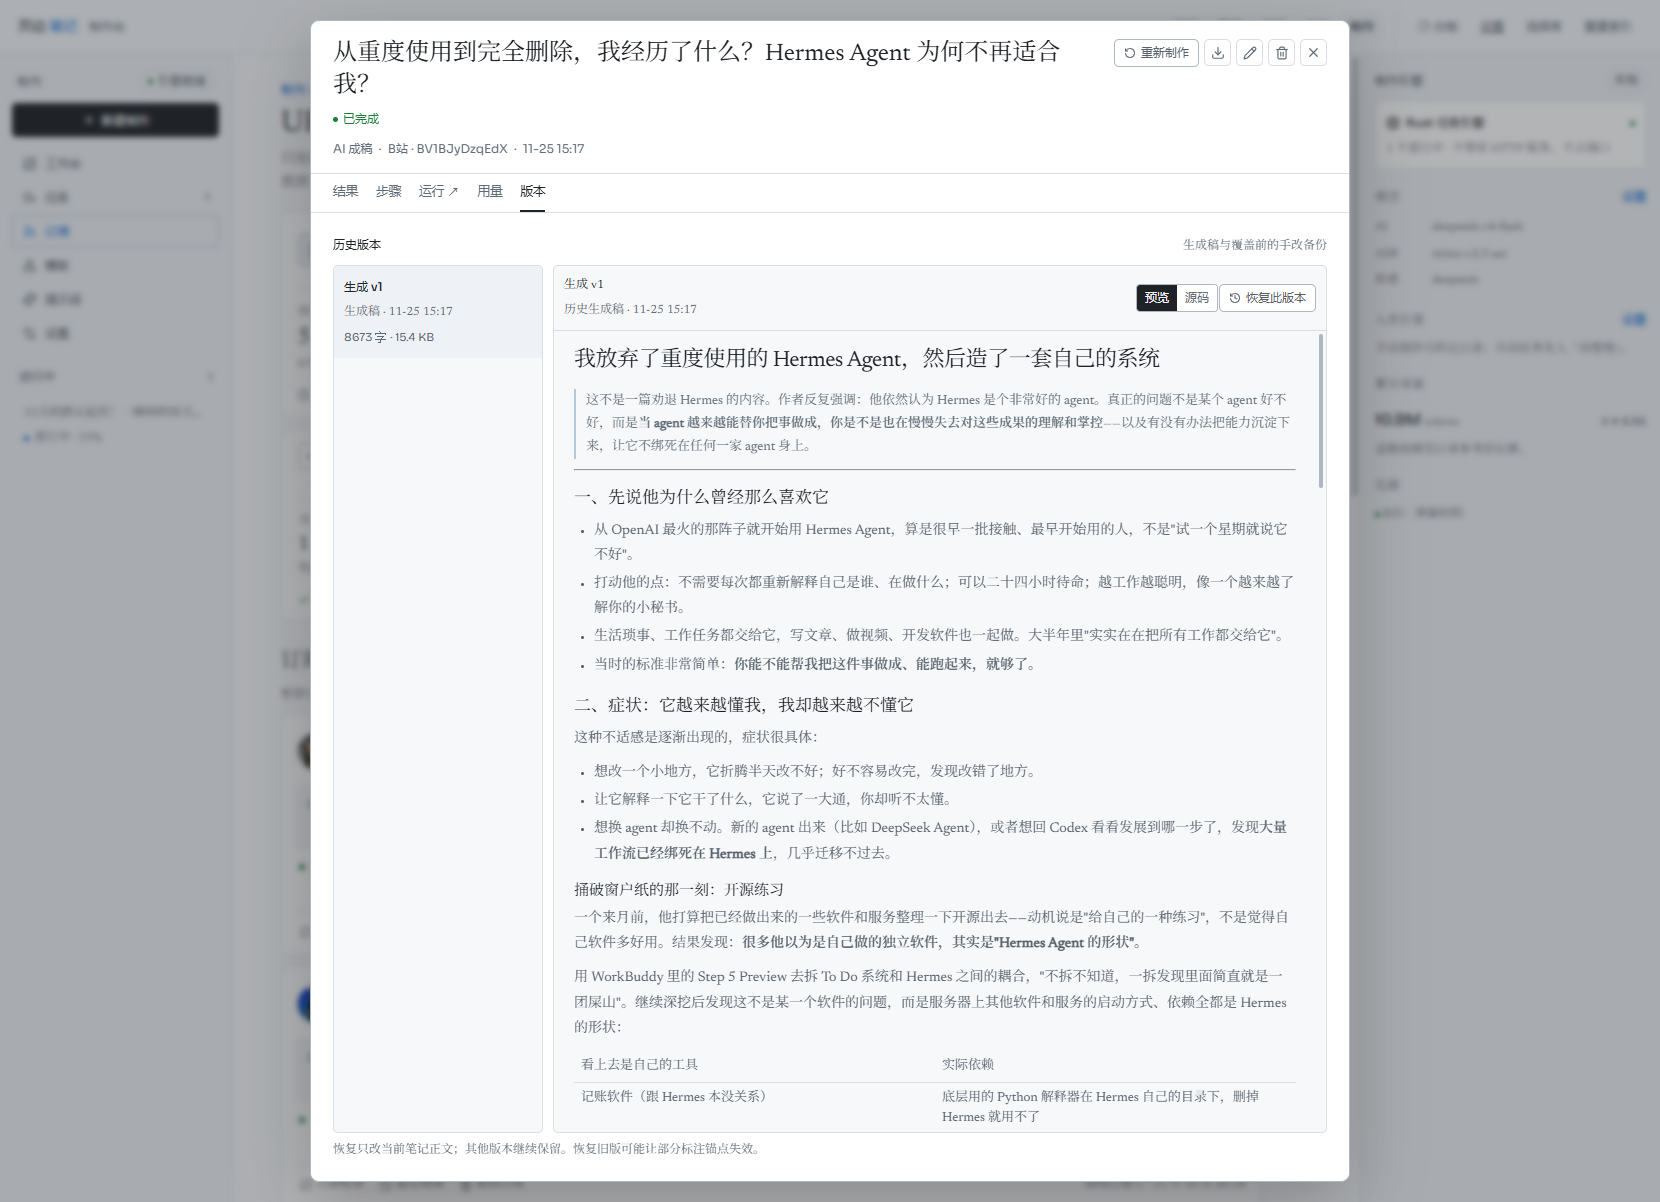 从重度使用到完全删除，我经历了什么？Hermes Agent 为何不再适合
我？
重新制作
已完成
AI 成稿 · B站 · BV1BJyDzqEdX · 11-25 15:17
结果 步骤 运行 ↗ 用量 版本
历史版本
生成稿与覆盖前的手改备份
生成 v1
生成稿 · 11-25 15:17
8673 字 · 15.4 KB
生成 v1
历史生成稿 · 11-25 15:17
预览 源码 恢复此版本
我放弃了重度使用的 Hermes Agent，然后造了一套自己的系统
这不是一篇劝退 Hermes 的内容。作者反复强调：他依然认为 Hermes 是个非常好的 agent。真正的问题不是某个 agent 好不
好，而是当 agent 越来越能替你把事做成，你是不是也在慢慢失去对这些成果的理解和掌控——以及有没有办法把能力沉淀下
来，让它不绑死在任何一家 agent 身上。
一、先说他为什么曾经那么喜欢它
• 从 OpenAI 最火的那阵子就开始用 Hermes Agent，算是很早一批接触、最早开始用的人，不是"试一个星期就说它
不好"。
• 打动他的点：不需要每次都重新解释自己是谁、在做什么；可以二十四小时待命；越工作越聪明，像一个越来越了
解你的小秘书。
• 生活琐事、工作任务都交给它，写文章、做视频、开发软件也一起做。大半年里"实实在在把所有工作都交给它"。
• 当时的标准非常简单：你能不能帮我把这件事做成、能跑起来，就够了。
二、症状：它越来越懂我，我却越来越不懂它
这种不适感是逐渐出现的，症状很具体：
• 想改一个小地方，它折腾半天改不好；好不容易改完，发现改错了地方。
• 让它解释一下它干了什么，它说了一大通，你却听不太懂。
• 想换 agent 却换不动。新的 agent 出来（比如 DeepSeek Agent），或者想回 Codex 看看发展到哪一步了，发现大量
工作流已经绑死在 Hermes 上，几乎迁移不过去。
捅破窗户纸的那一刻：开源练习
一个来月前，他打算把已经做出来的一些软件和服务整理一下开源出去——动机说是"给自己的一种练习"，不是觉得自
己软件多好用。结果发现：很多他以为是自己做的独立软件，其实是"Hermes Agent 的形状"。
用 WorkBuddy 里的 Step 5 Preview 去拆 To Do 系统和 Hermes 之间的耦合，"不拆不知道，一拆发现里面简直就是一
团屎山"。继续深挖后发现这不是某一个软件的问题，而是服务器上其他软件和服务的启动方式、依赖全都是 Hermes
的形状：
看上去是自己的工具 实际依赖
记账软件（跟 Hermes 本没关系） 底层用的 Python 解释器在 Hermes 自己的目录下，删掉
Hermes 就用不了
恢复只改当前笔记正文；其他版本继续保留。恢复旧版可能让部分标注锚点失效。